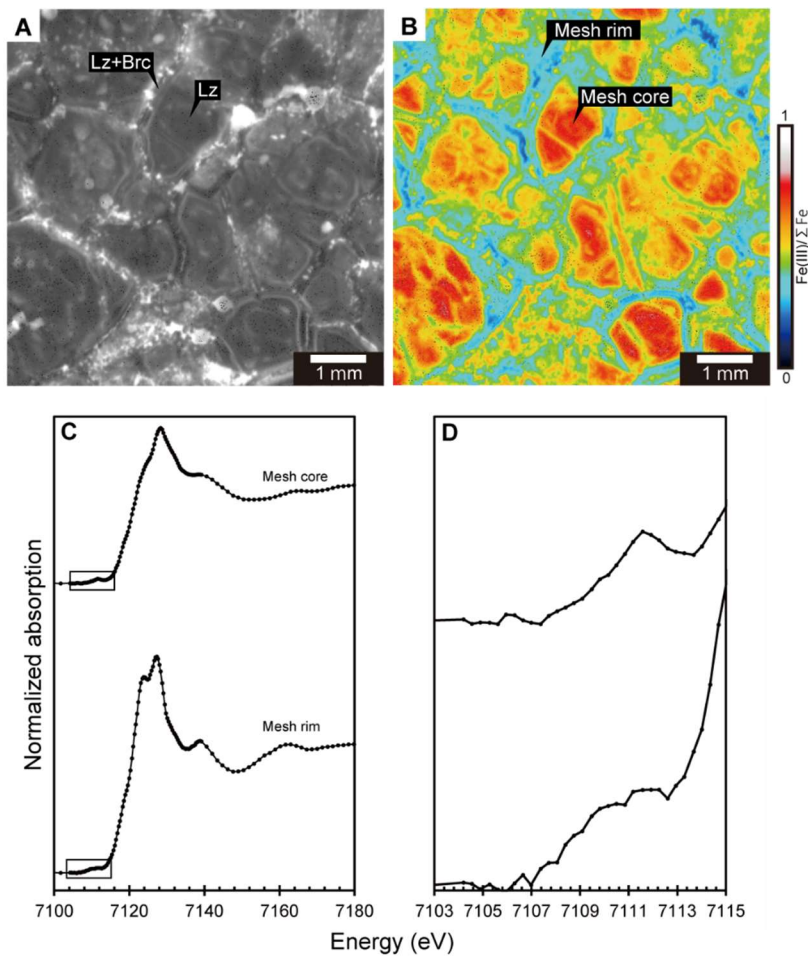 A
Lz+Brc
Lz
1 mm
B
Mesh rim
Mesh core
1 mm
1
Fe(III)/ΣFe
0
C
Mesh core
Mesh rim
D
Normalized absorption
7100 7120 7140 7160 7180
7103 7105 7107 7109 7111 7113 7115
Energy (eV)